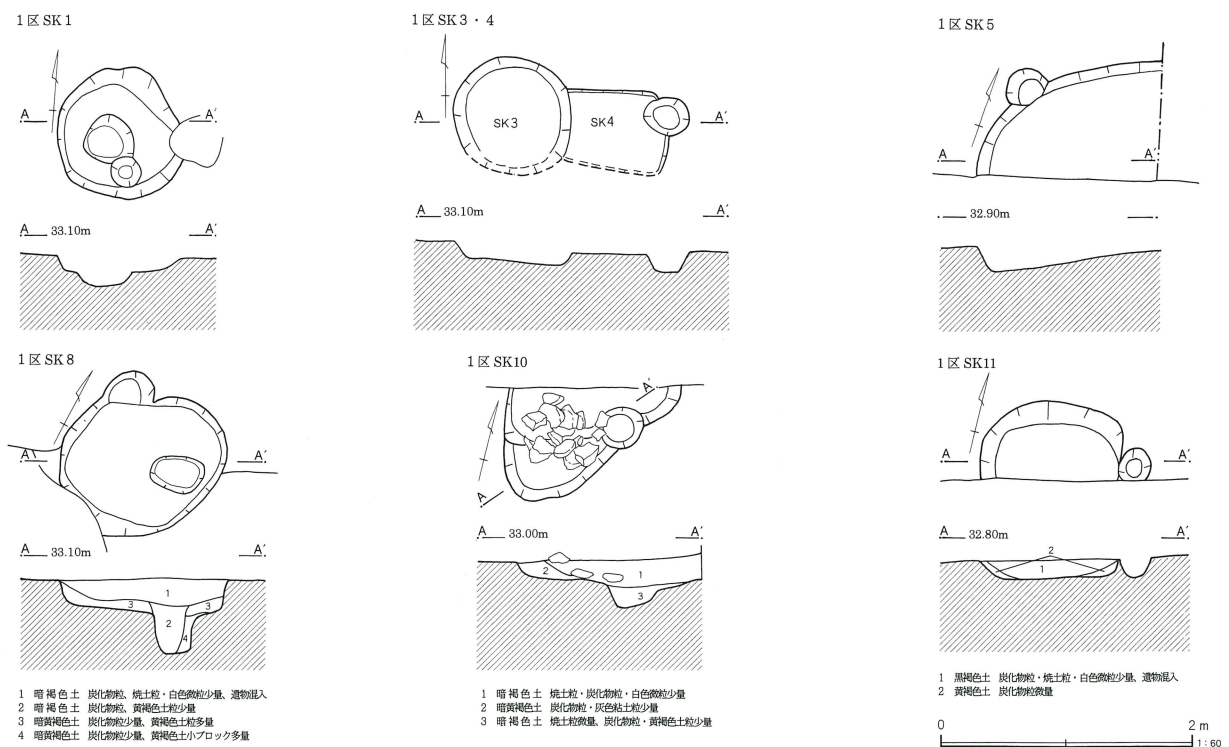 1区SK1
A A′
A 33.10m A′
1区SK3・4
SK3 SK4
A A′
A 33.10m A′
1区SK5
A A′
32.90m
1区SK8
A A′
A 33.10m A′
1
3 3
2
4
1 暗褐色土 炭化物粒、焼土粒・白色微粒少量、遺物混入
2 暗褐色土 炭化物粒、黄褐色土粒少量
3 暗黄褐色土 炭化物粒少量、黄褐色土粒多量
4 暗黄褐色土 炭化物粒少量、黄褐色土小ブロック多量
1区SK10
A′
A
A 33.00m A′
2 1
3
1 暗褐色土 焼土粒・炭化物粒・白色微粒少量
2 暗黄褐色土 炭化物粒・灰色粘土粒少量
3 暗褐色土 焼土粒微量、炭化物粒・黄褐色土粒少量
1区SK11
A A′
A 32.80m A′
2
1
1 黒褐色土 炭化物粒・焼土粒・白色微粒少量、遺物混入
2 黄褐色土 炭化物粒微量
0 2m
1:60